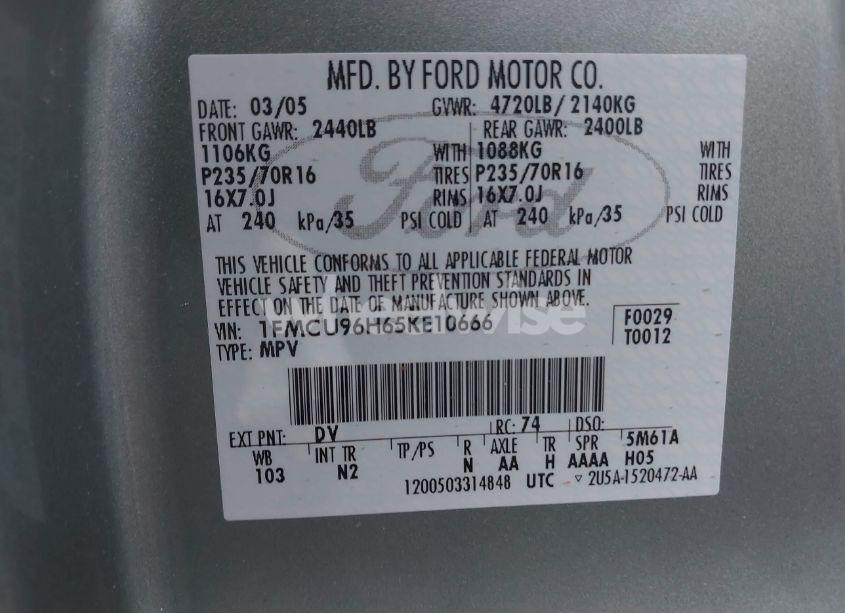 MFD. BY FORD MOTOR CO.
DATE: 03/05 GVWR: 4720LB / 2140KG
FRONT GAWR: 2440LB REAR GAWR: 2400LB
1106KG WITH 1088KG WITH
P235/70R16 TIRES P235/70R16 TIRES
16X7.0J RIMS 16X7.0J RIMS
AT 240 kPa/35 PSI COLD AT 240 kPa/35 PSI COLD
THIS VEHICLE CONFORMS TO ALL APPLICABLE FEDERAL MOTOR
VEHICLE SAFETY AND THEFT PREVENTION STANDARDS IN
EFFECT ON THE DATE OF MANUFACTURE SHOWN ABOVE.
VIN: 1FMCU96H65KE10666 F0029
TYPE: MPV T0012
EXT PNT: DV RC: 74 DSO:
WB INT TR TP/PS R AXLE TR SPR 5M61A
103 N2 N AA H AAAA H05
1200503314848 UTC ▽ 2U5A-1520472-AA
Ford